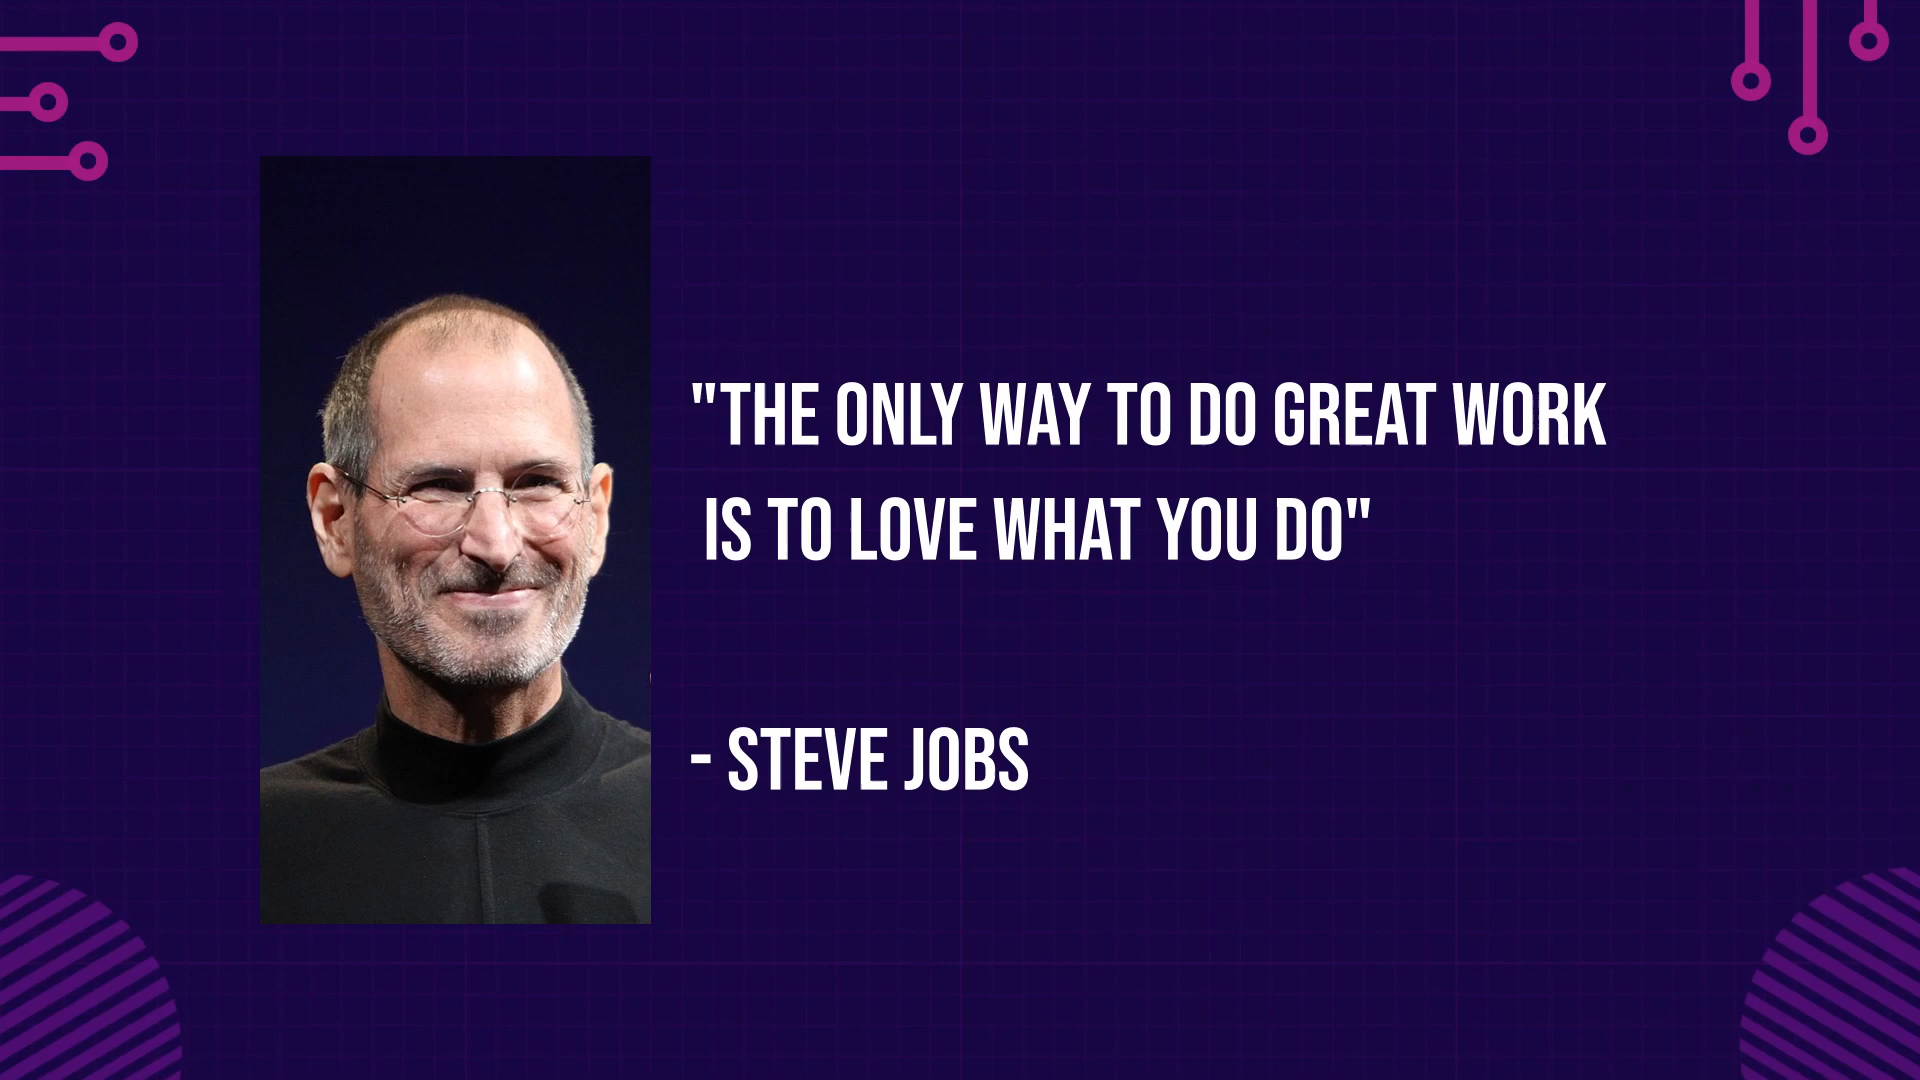 "THE ONLY WAY TO DO GREAT WORK
IS TO LOVE WHAT YOU DO"
- STEVE JOBS